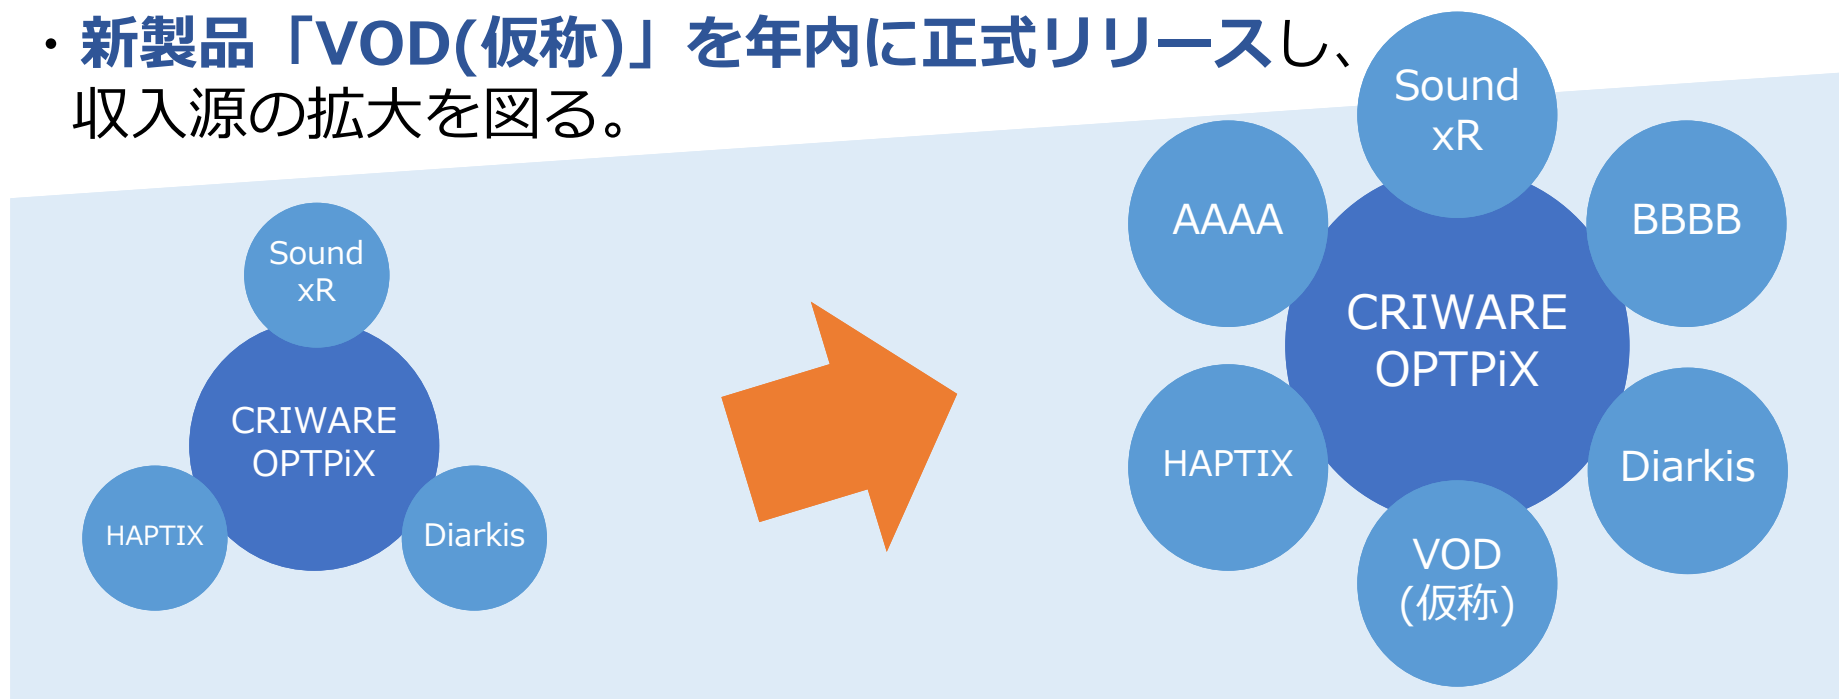 ・新製品「VOD(仮称)」を年内に正式リリースし、
収入源の拡大を図る。
Sound
xR
CRIWARE
OPTPiX
HAPTIX
Diarkis
Sound
xR
AAAA
BBBB
CRIWARE
OPTPiX
HAPTIX
Diarkis
VOD
(仮称)